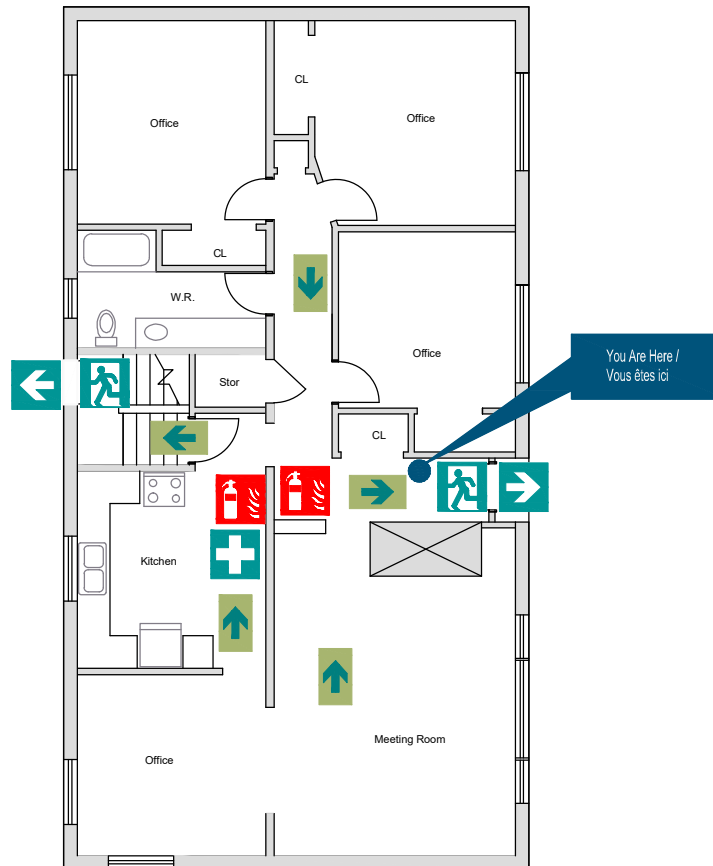 CL
Office
Office
CL
W.R.
Office
You Are Here /
Vous êtes ici
Stor
CL
Kitchen
Meeting Room
Office